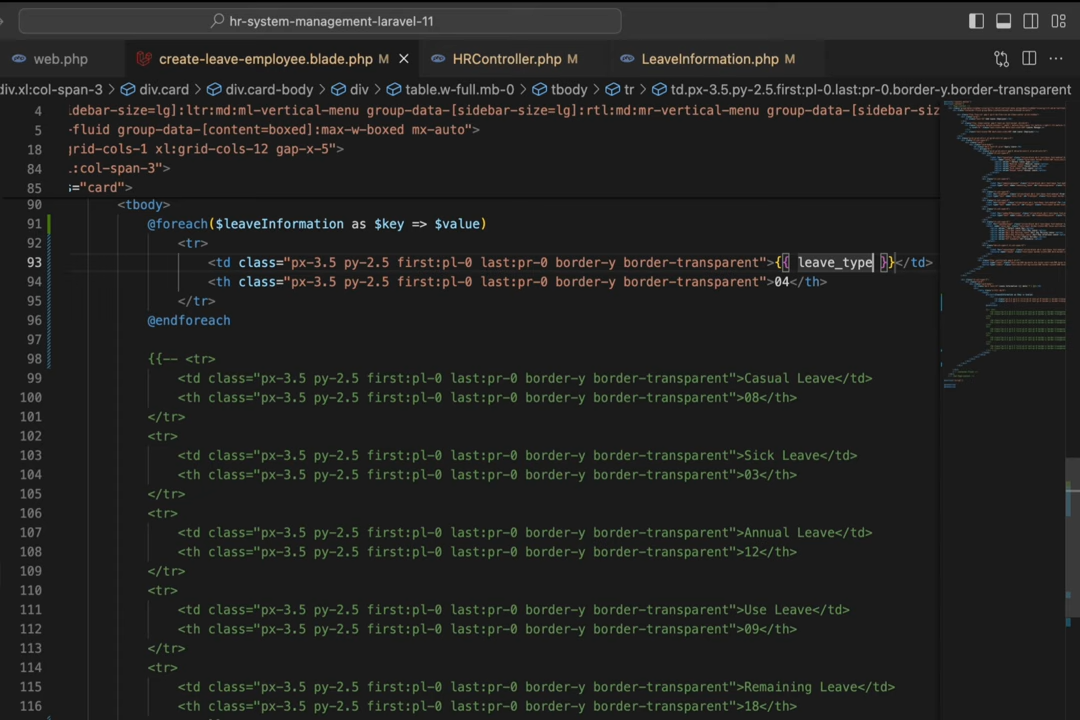 hr-system-management-laravel-11
web.php create-leave-employee.blade.php M HRController.php M LeaveInformation.php M
div.xl:col-span-3 > div.card > div.card-body > div > table.w-full.mb-0 > tbody > tr > td.px-3.5.py-2.5.first:pl-0.last:pr-0.border-y.border-transparent
4 idebar-size=lg]:ltr:md:ml-vertical-menu group-data-[sidebar-size=lg]:rtl:md:mr-vertical-menu group-data-[sidebar-siz
5 -fluid group-data-[content=boxed]:max-w-boxed mx-auto">
18 grid-cols-1 xl:grid-cols-12 gap-x-5">
84 :col-span-3">
85 s="card">
90 <tbody>
91 @foreach($leaveInformation as $key => $value)
92 <tr>
93 <td class="px-3.5 py-2.5 first:pl-0 last:pr-0 border-y border-transparent">{{ leave_type }}</td>
94 <th class="px-3.5 py-2.5 first:pl-0 last:pr-0 border-y border-transparent">04</th>
95 </tr>
96 @endforeach
97
98 {{-- <tr>
99 <td class="px-3.5 py-2.5 first:pl-0 last:pr-0 border-y border-transparent">Casual Leave</td>
100 <th class="px-3.5 py-2.5 first:pl-0 last:pr-0 border-y border-transparent">08</th>
101 </tr>
102 <tr>
103 <td class="px-3.5 py-2.5 first:pl-0 last:pr-0 border-y border-transparent">Sick Leave</td>
104 <th class="px-3.5 py-2.5 first:pl-0 last:pr-0 border-y border-transparent">03</th>
105 </tr>
106 <tr>
107 <td class="px-3.5 py-2.5 first:pl-0 last:pr-0 border-y border-transparent">Annual Leave</td>
108 <th class="px-3.5 py-2.5 first:pl-0 last:pr-0 border-y border-transparent">12</th>
109 </tr>
110 <tr>
111 <td class="px-3.5 py-2.5 first:pl-0 last:pr-0 border-y border-transparent">Use Leave</td>
112 <th class="px-3.5 py-2.5 first:pl-0 last:pr-0 border-y border-transparent">09</th>
113 </tr>
114 <tr>
115 <td class="px-3.5 py-2.5 first:pl-0 last:pr-0 border-y border-transparent">Remaining Leave</td>
116 <th class="px-3.5 py-2.5 first:pl-0 last:pr-0 border-y border-transparent">18</th>